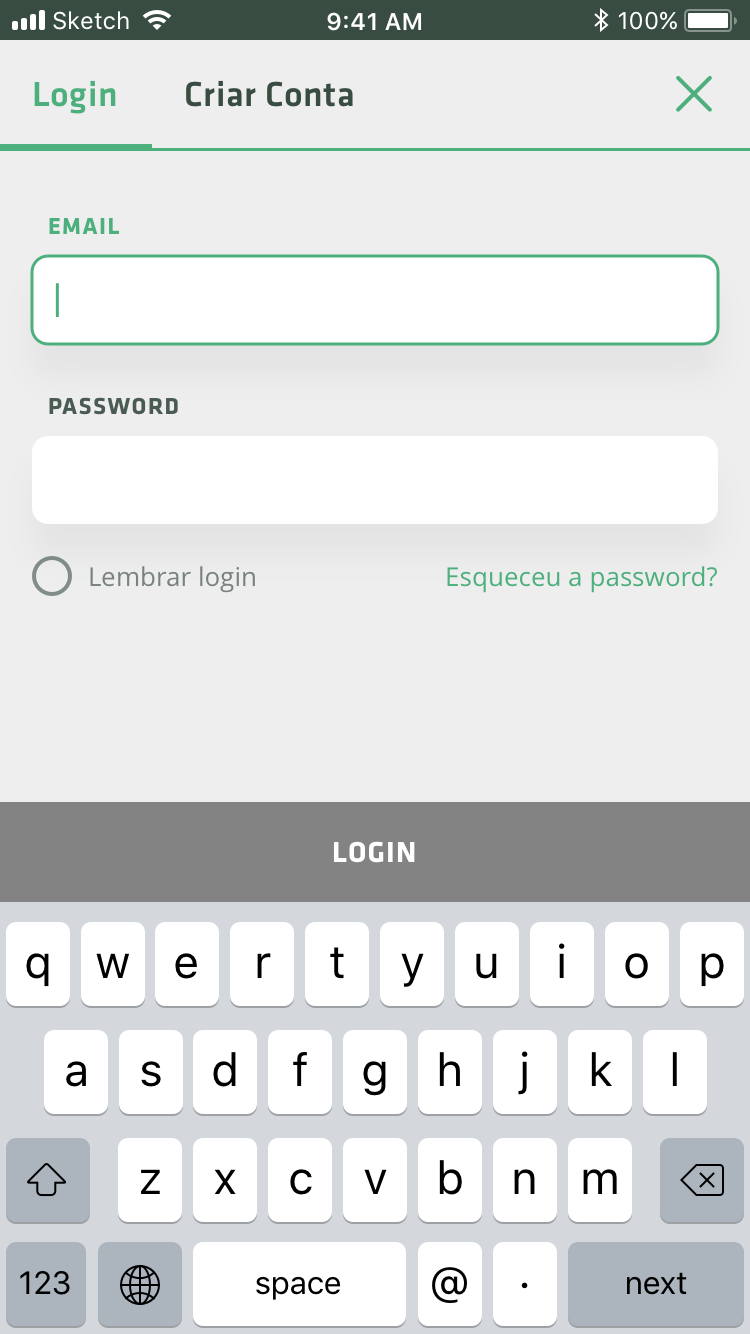 Sketch 9:41 AM 100%
Login Criar Conta
EMAIL
PASSWORD
Lembrar login Esqueceu a password?
LOGIN
q w e r t y u i o p
a s d f g h j k l
z x c v b n m
123 space @ . next